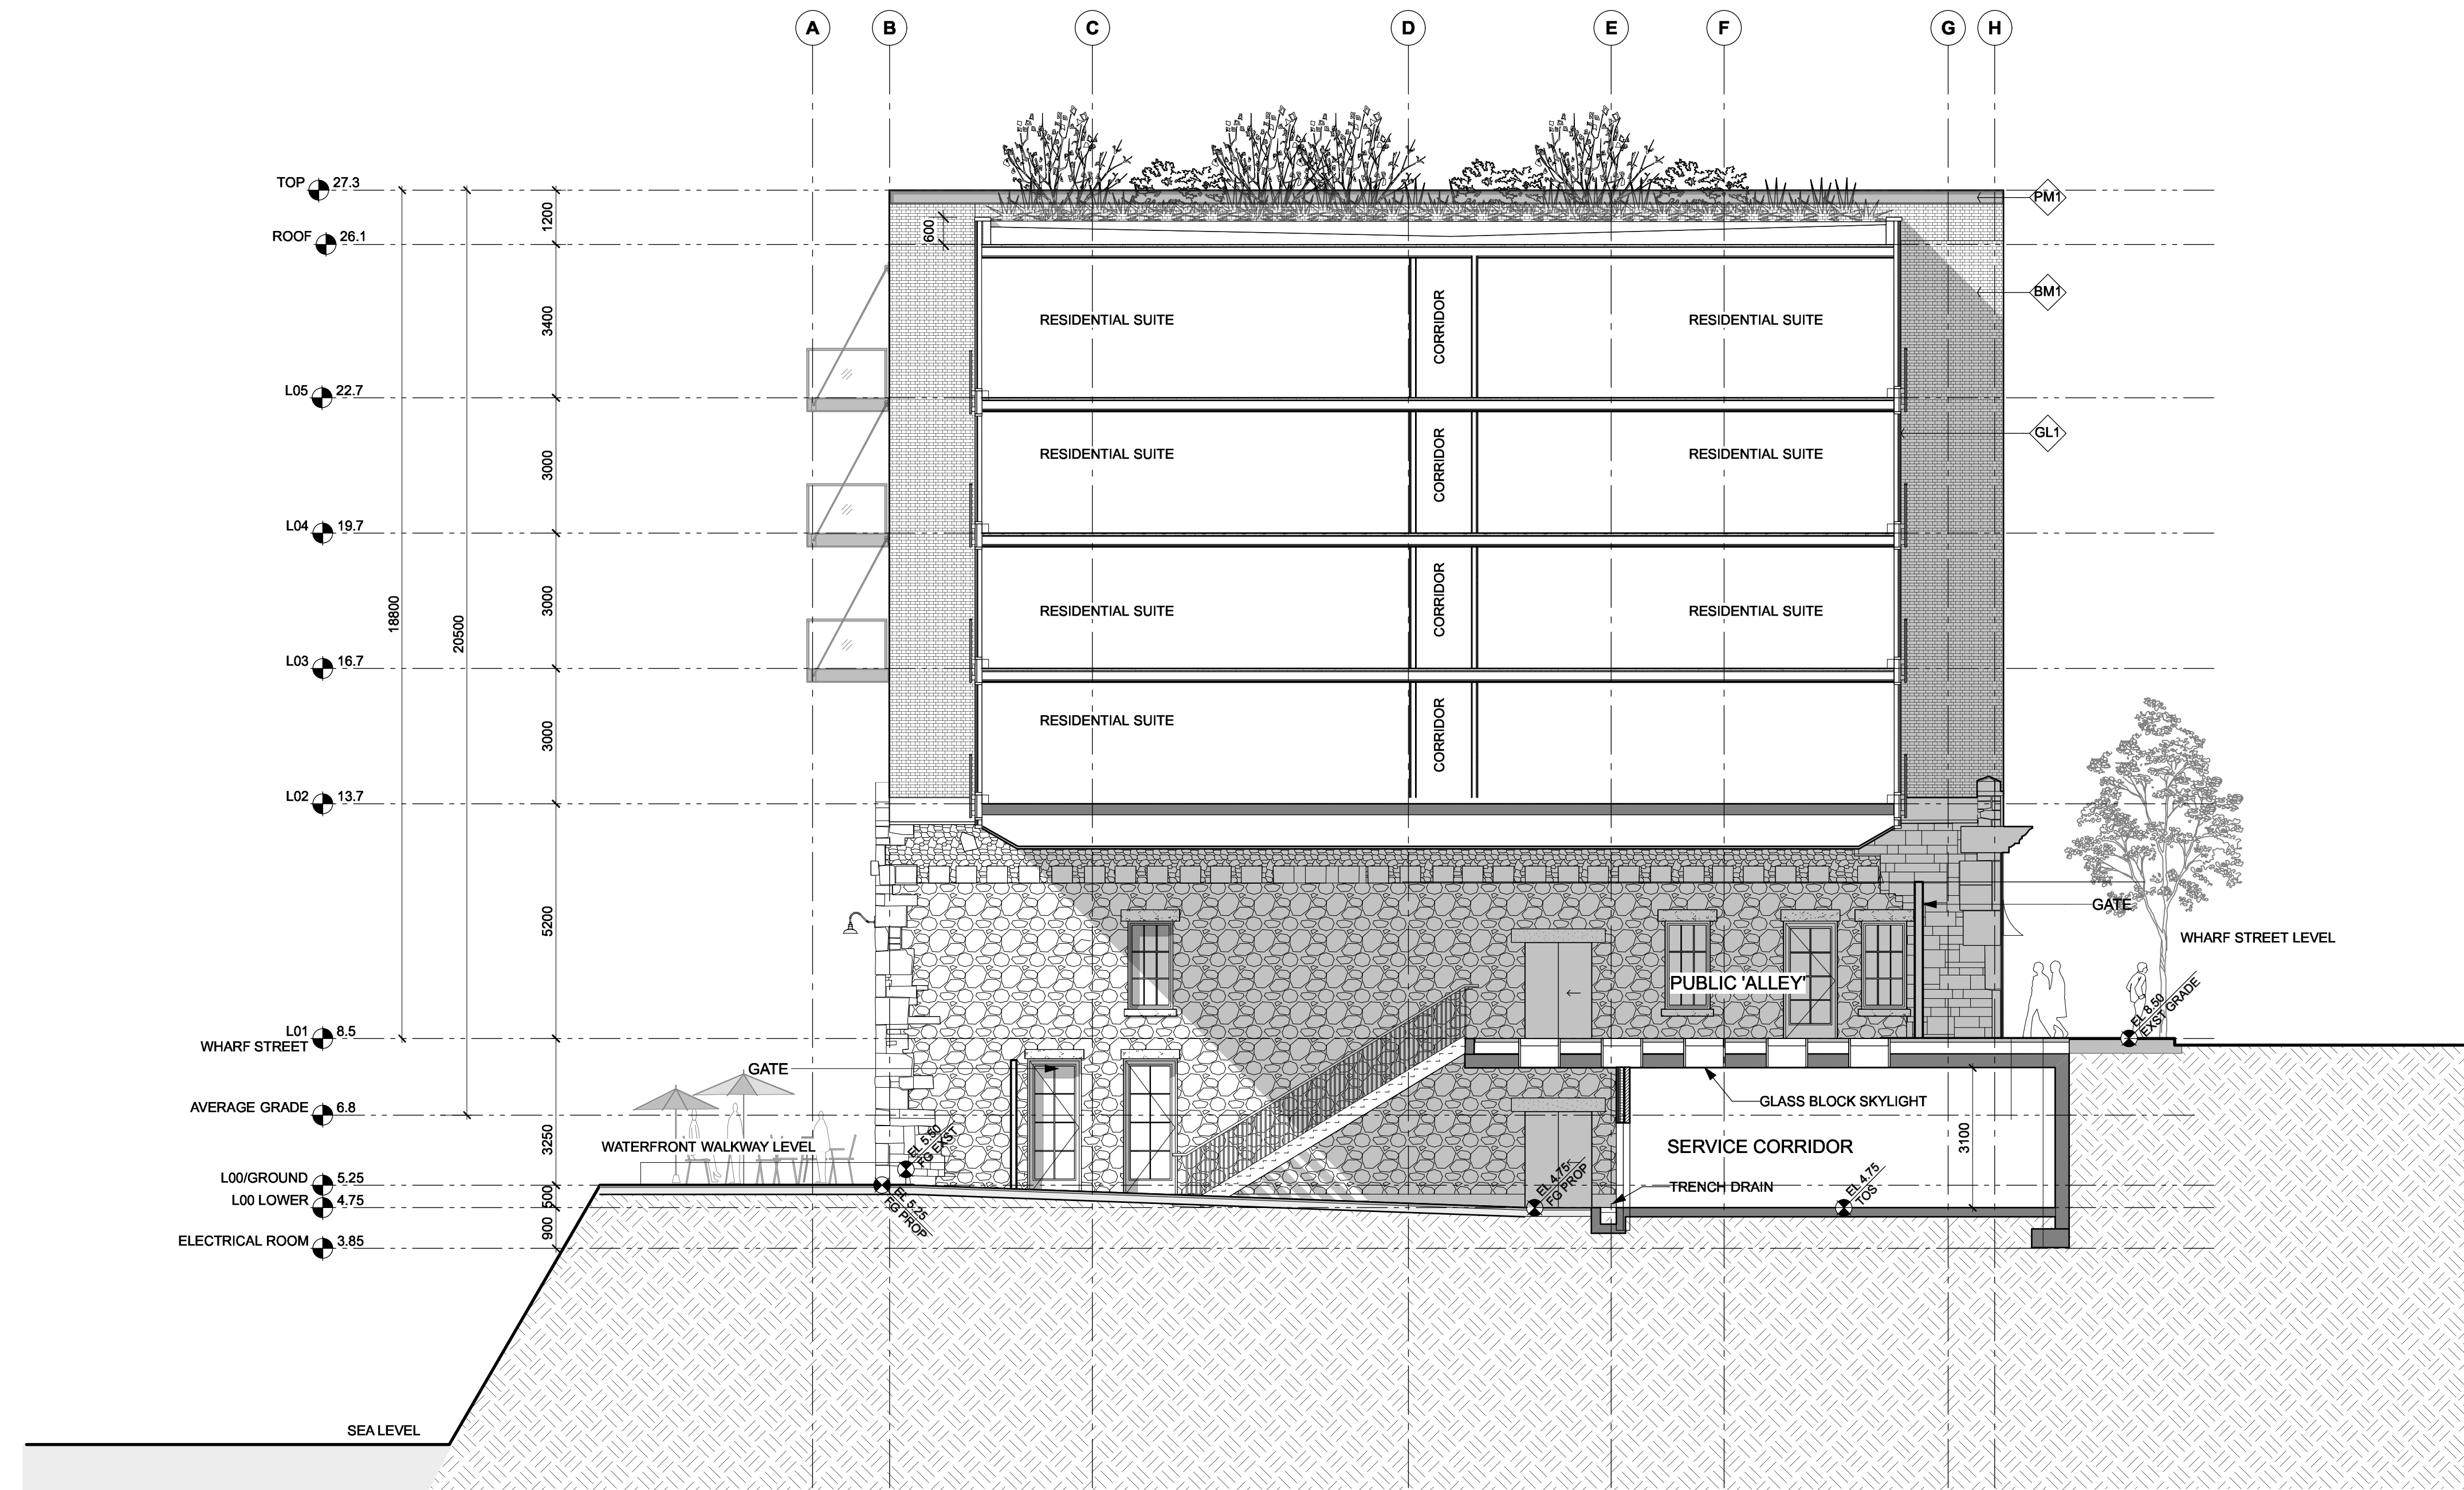 A B C D E F G H
TOP 27.3
1200
600
PM1
ROOF 26.1
BM1
3400
RESIDENTIAL SUITE
CORRIDOR
RESIDENTIAL SUITE
L05 22.7
GL1
3000
RESIDENTIAL SUITE
CORRIDOR
RESIDENTIAL SUITE
L04 19.7
3000
RESIDENTIAL SUITE
CORRIDOR
RESIDENTIAL SUITE
18800
20500
L03 16.7
3000
RESIDENTIAL SUITE
CORRIDOR
L02 13.7
5200
GATE
WHARF STREET LEVEL
PUBLIC 'ALLEY'
EL 8.50
EXST GRADE
L01 8.5
WHARF STREET
GATE
GLASS BLOCK SKYLIGHT
AVERAGE GRADE 6.8
3250
WATERFRONT WALKWAY LEVEL
EL 5.50
FG EXST
SERVICE CORRIDOR
3100
L00/GROUND 5.25
500
L00 LOWER 4.75
EL 5.25
FG PROP
EL 4.75
FG PROP
TRENCH DRAIN
EL 4.75
TOS
900
ELECTRICAL ROOM 3.85
SEA LEVEL